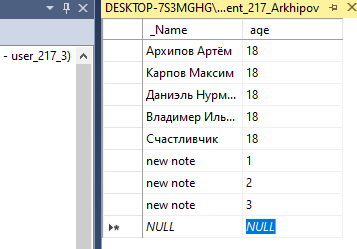 DESKTOP-7S3MGHG\...ent_217_Arkhipov
- user_217_3)
_Name age
Архипов Артём 18
Карпов Максим 18
Даниэль Нурм... 18
Владимер Иль... 18
Счастливчик 18
new note 1
new note 2
new note 3
NULL NULL